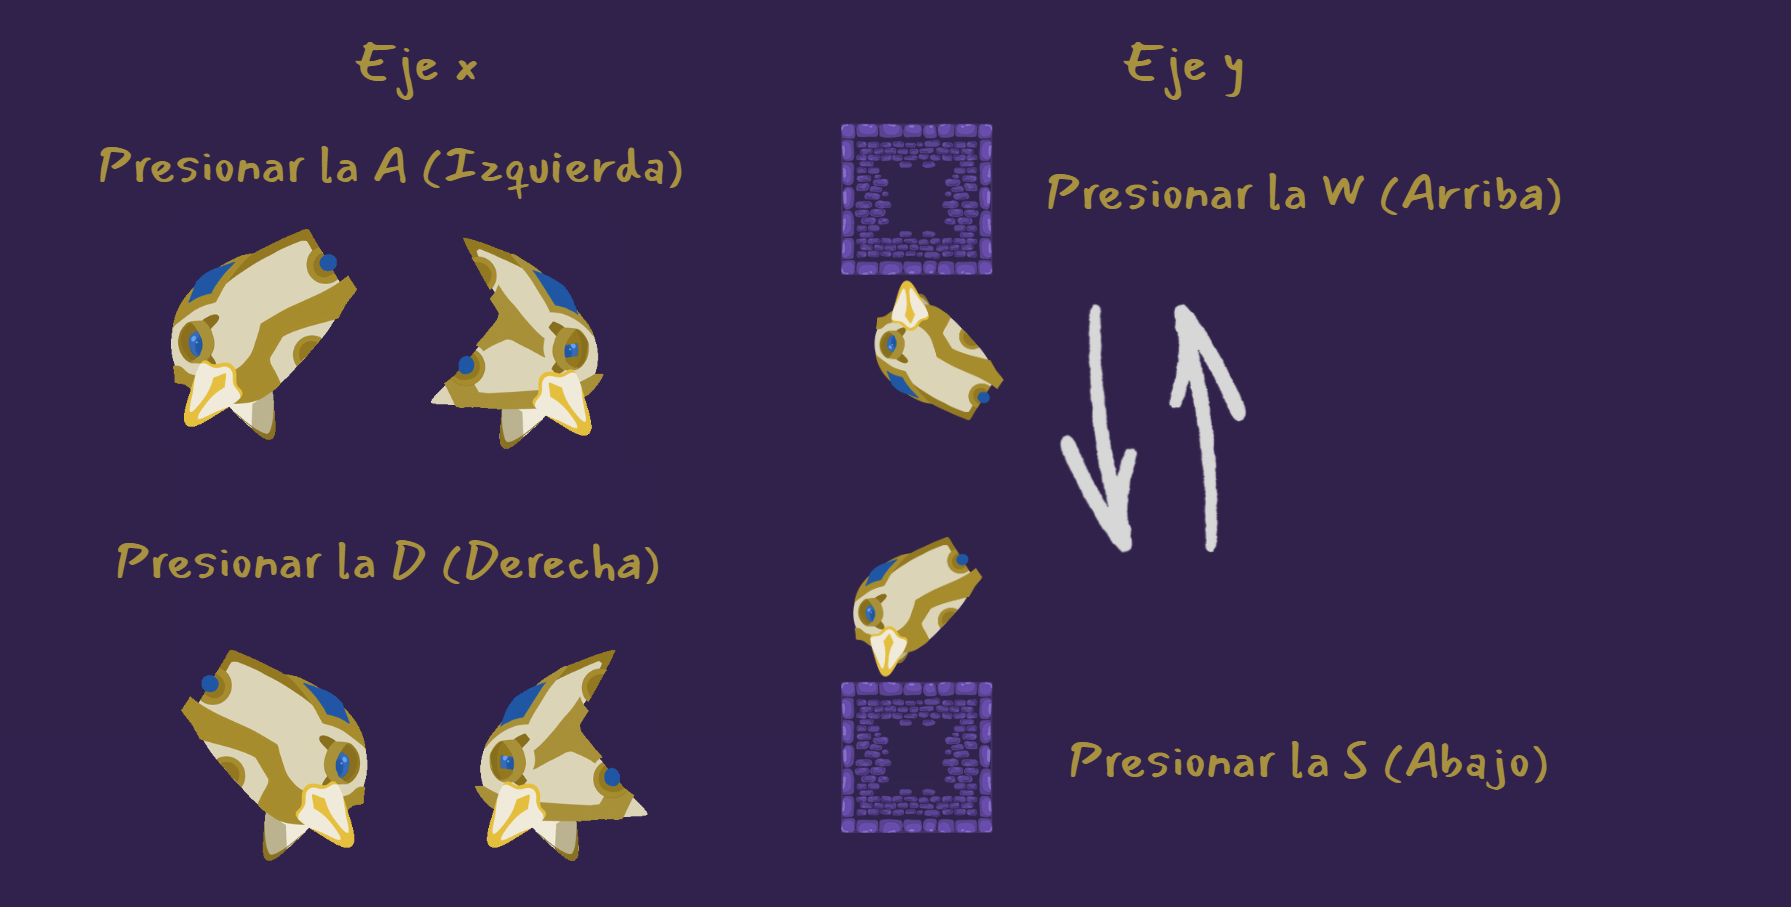 Eje x
Presionar la A (Izquierda)
Presionar la D (Derecha)
Eje y
Presionar la W (Arriba)
Presionar la S (Abajo)